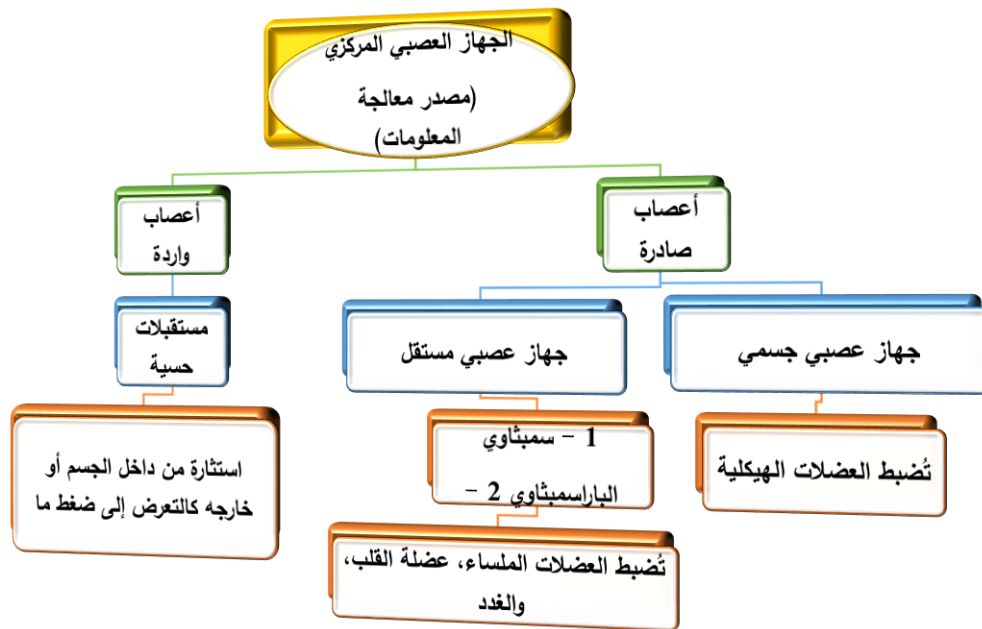 الجهاز العصبي المركزي
(مصدر معالجة
المعلومات)
أعصاب
صادرة
أعصاب
واردة
جهاز عصبي جسمي
جهاز عصبي مستقل
مستقبلات
حسية
تُضبط العضلات الهيكلية
1 - سمبثاوي
الباراسمبثاوي 2 -
استثارة من داخل الجسم أو
خارجه كالتعرض إلى ضغط ما
تُضبط العضلات الملساء، عضلة القلب،
والغدد